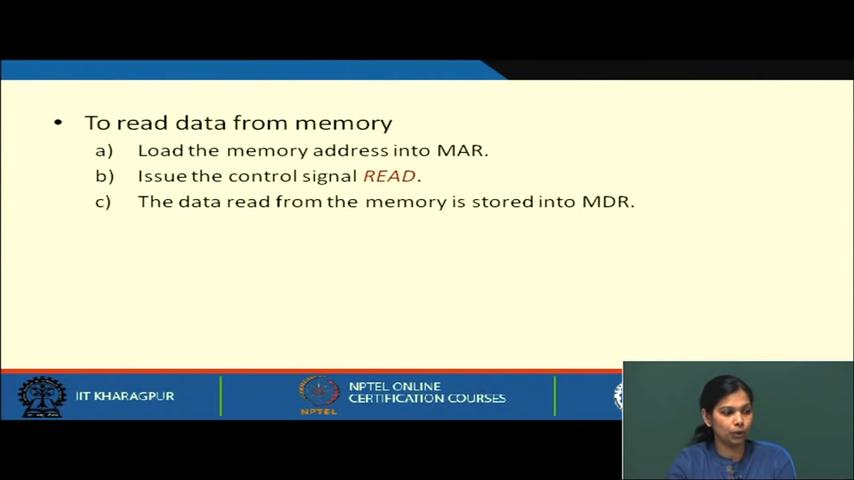 • To read data from memory
a) Load the memory address into MAR.
b) Issue the control signal READ.
c) The data read from the memory is stored into MDR.
IIT KHARAGPUR
NPTEL
NPTEL ONLINE
CERTIFICATION COURSES